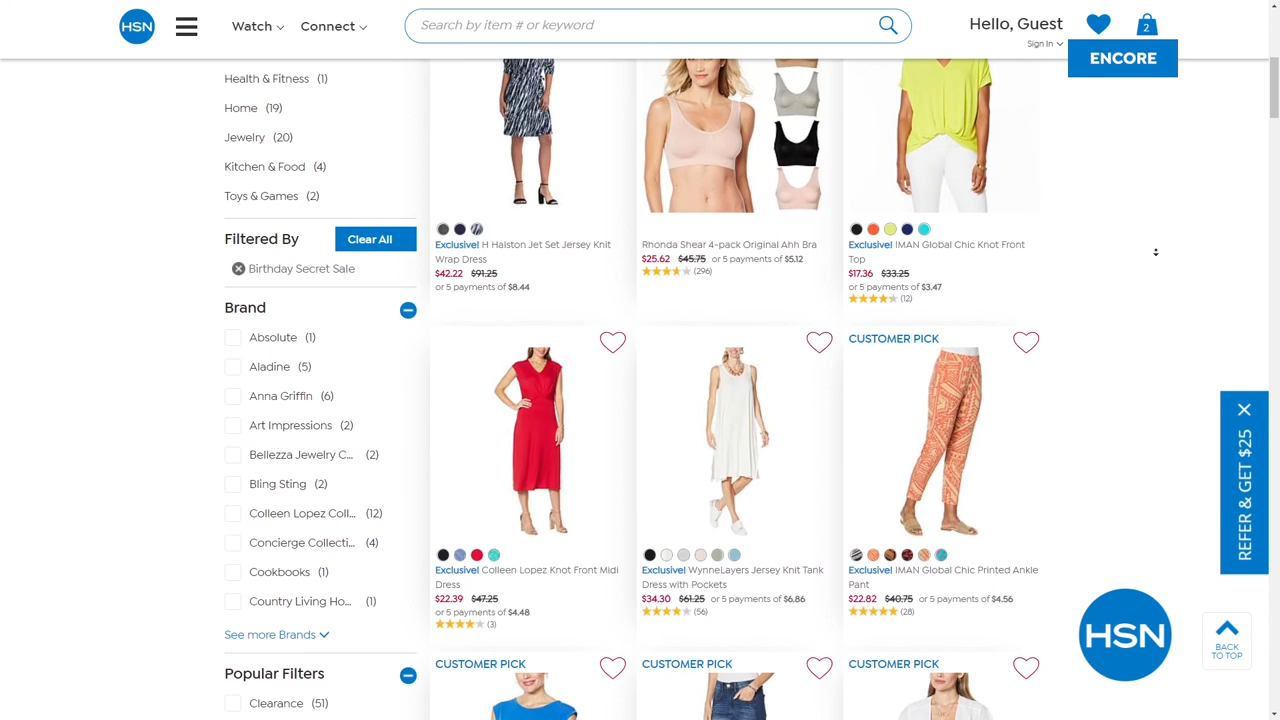 HSN
Watch
Connect
Search by item # or keyword
Hello, Guest
Sign In
2
ENCORE
Health & Fitness (1)
Home (19)
Jewelry (20)
Kitchen & Food (4)
Toys & Games (2)
Filtered By
Clear All
Birthday Secret Sale
Brand
Absolute (1)
Aladine (5)
Anna Griffin (6)
Art Impressions (2)
Bellezza Jewelry C... (2)
Bling Sting (2)
Colleen Lopez Coll... (12)
Concierge Collecti... (4)
Cookbooks (1)
Country Living Ho... (1)
See more Brands
Popular Filters
Clearance (51)
Exclusive! H Halston Jet Set Jersey Knit
Wrap Dress
$42.22 $91.25
or 5 payments of $8.44
Rhonda Shear 4-pack Original Ahh Bra
$25.62 $45.75 or 5 payments of $5.12
(296)
Exclusive! IMAN Global Chic Knot Front
Top
$17.36 $33.25
or 5 payments of $3.47
(12)
Exclusive! Colleen Lopez Knot Front Midi
Dress
$22.39 $47.25
or 5 payments of $4.48
(3)
Exclusive! WynneLayers Jersey Knit Tank
Dress with Pockets
$34.30 $61.25 or 5 payments of $6.86
(56)
CUSTOMER PICK
Exclusive! IMAN Global Chic Printed Ankle
Pant
$22.82 $40.75 or 5 payments of $4.56
(28)
CUSTOMER PICK
CUSTOMER PICK
CUSTOMER PICK
REFER & GET $25
HSN
BACK
TO TOP